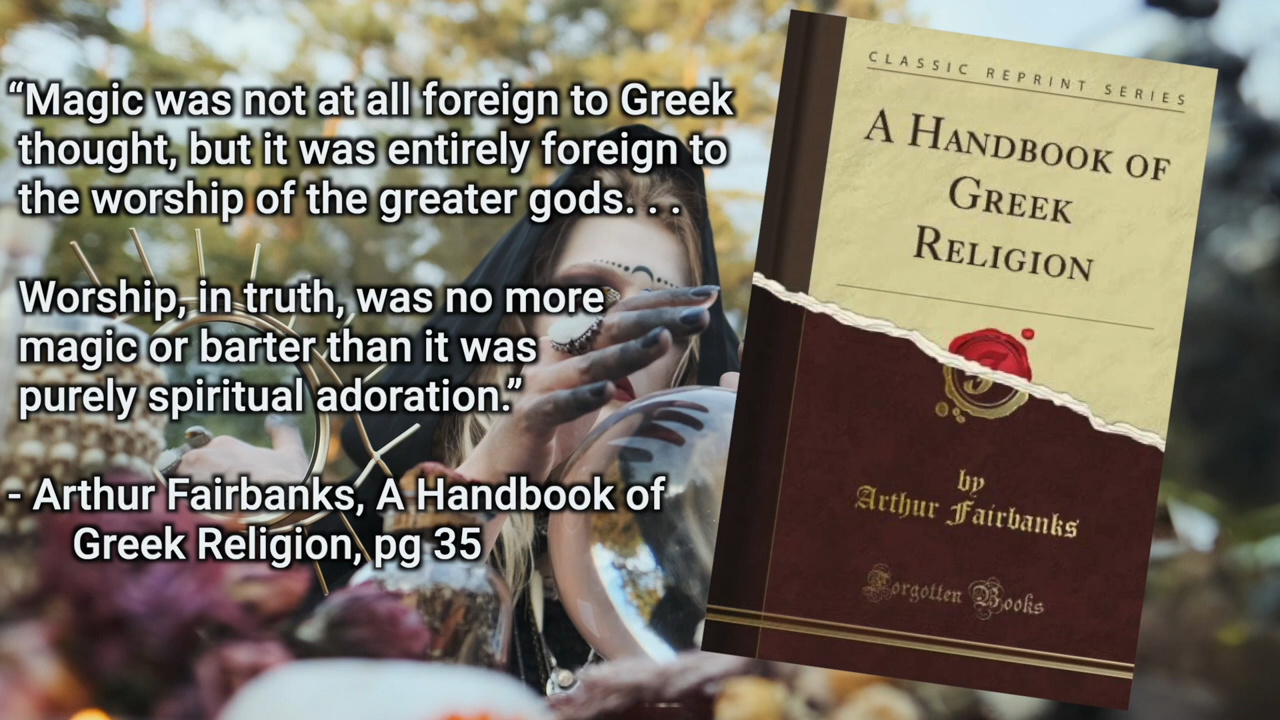 “Magic was not at all foreign to Greek
thought, but it was entirely foreign to
the worship of the greater gods. . .
Worship, in truth, was no more
magic or barter than it was
purely spiritual adoration.”
- Arthur Fairbanks, A Handbook of
Greek Religion, pg 35
CLASSIC REPRINT SERIES
A HANDBOOK OF
GREEK
RELIGION
by
Arthur Fairbanks
Forgotten Books